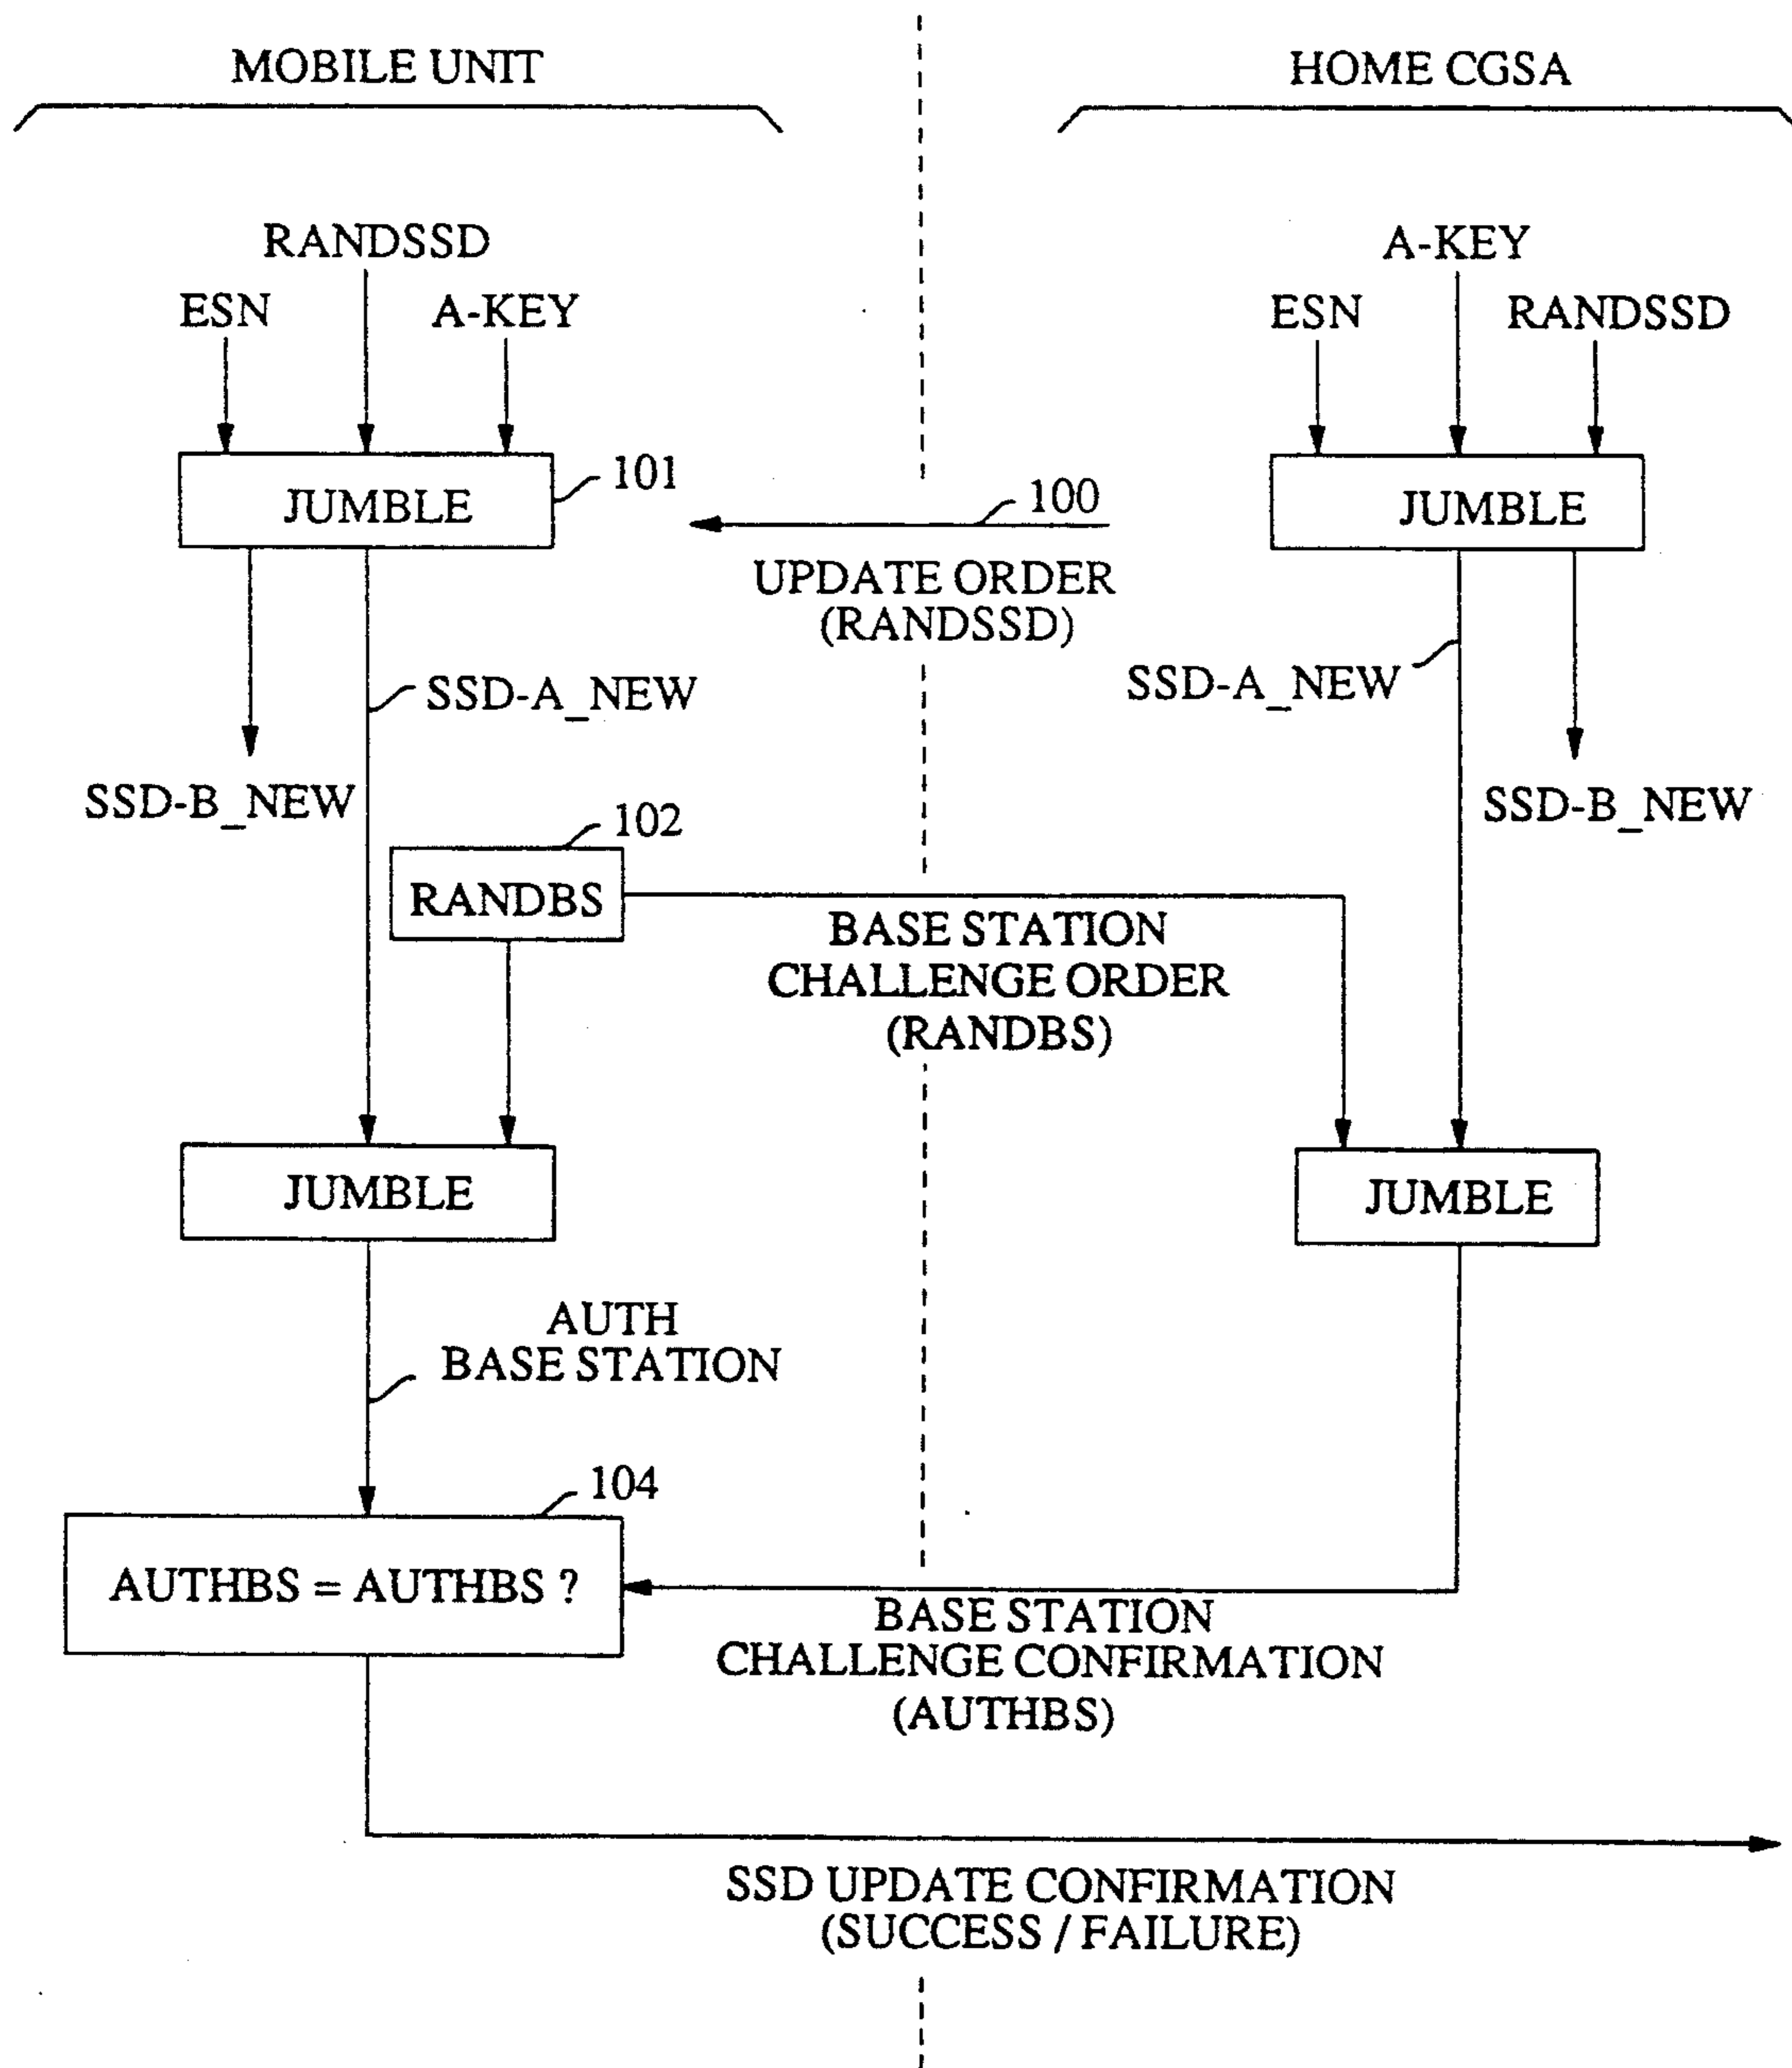 MOBILE UNIT
HOME CGSA
RANDSSD
ESN
A-KEY
A-KEY
ESN
RANDSSD
JUMBLE
101
100
UPDATE ORDER
(RANDSSD)
JUMBLE
SSD-A_NEW
SSD-B_NEW
SSD-A_NEW
SSD-B_NEW
102
RANDBS
BASE STATION
CHALLENGE ORDER
(RANDBS)
JUMBLE
JUMBLE
AUTH
BASE STATION
104
AUTHBS = AUTHBS ?
BASE STATION
CHALLENGE CONFIRMATION
(AUTHBS)
SSD UPDATE CONFIRMATION
(SUCCESS / FAILURE)